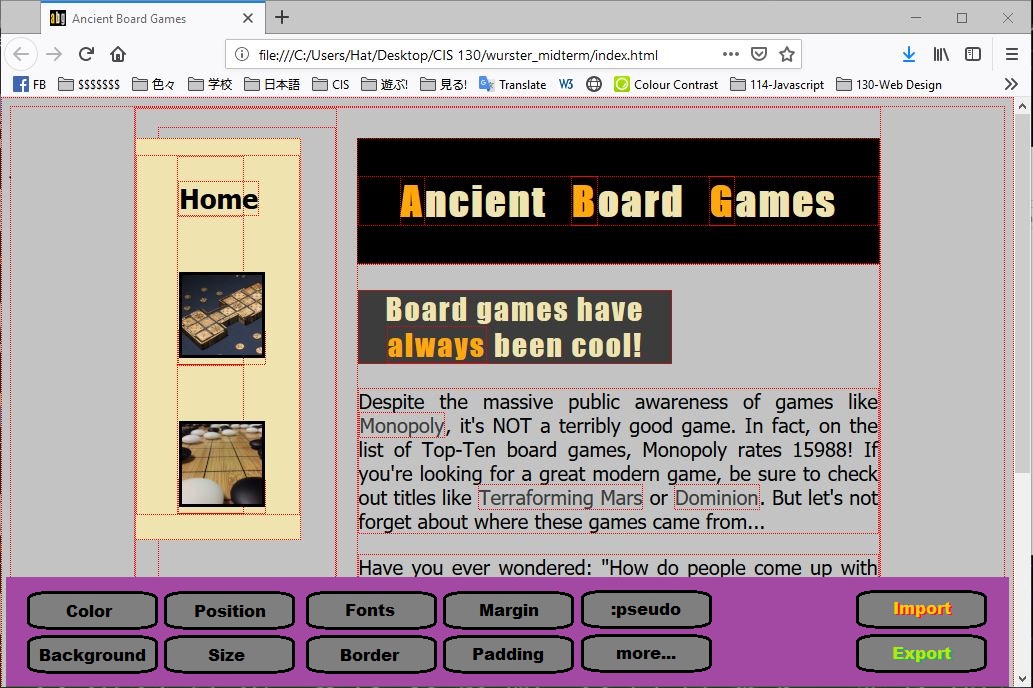 abg Ancient Board Games
file:///C:/Users/Hat/Desktop/CIS 130/wurster_midterm/index.html
FB $$$$$$$ 色々 学校 日本語 CIS 遊ぶ! 見る! Translate W3 Colour Contrast 114-Javascript 130-Web Design
Home
Ancient Board Games
Board games have
always been cool!
Despite the massive public awareness of games like
Monopoly, it's NOT a terribly good game. In fact, on the
list of Top-Ten board games, Monopoly rates 15988! If
you're looking for a great modern game, be sure to check
out titles like Terraforming Mars or Dominion. But let's not
forget about where these games came from...
Have you ever wondered: "How do people come up with
Color Position Fonts Margin :pseudo Import
Background Size Border Padding more... Export